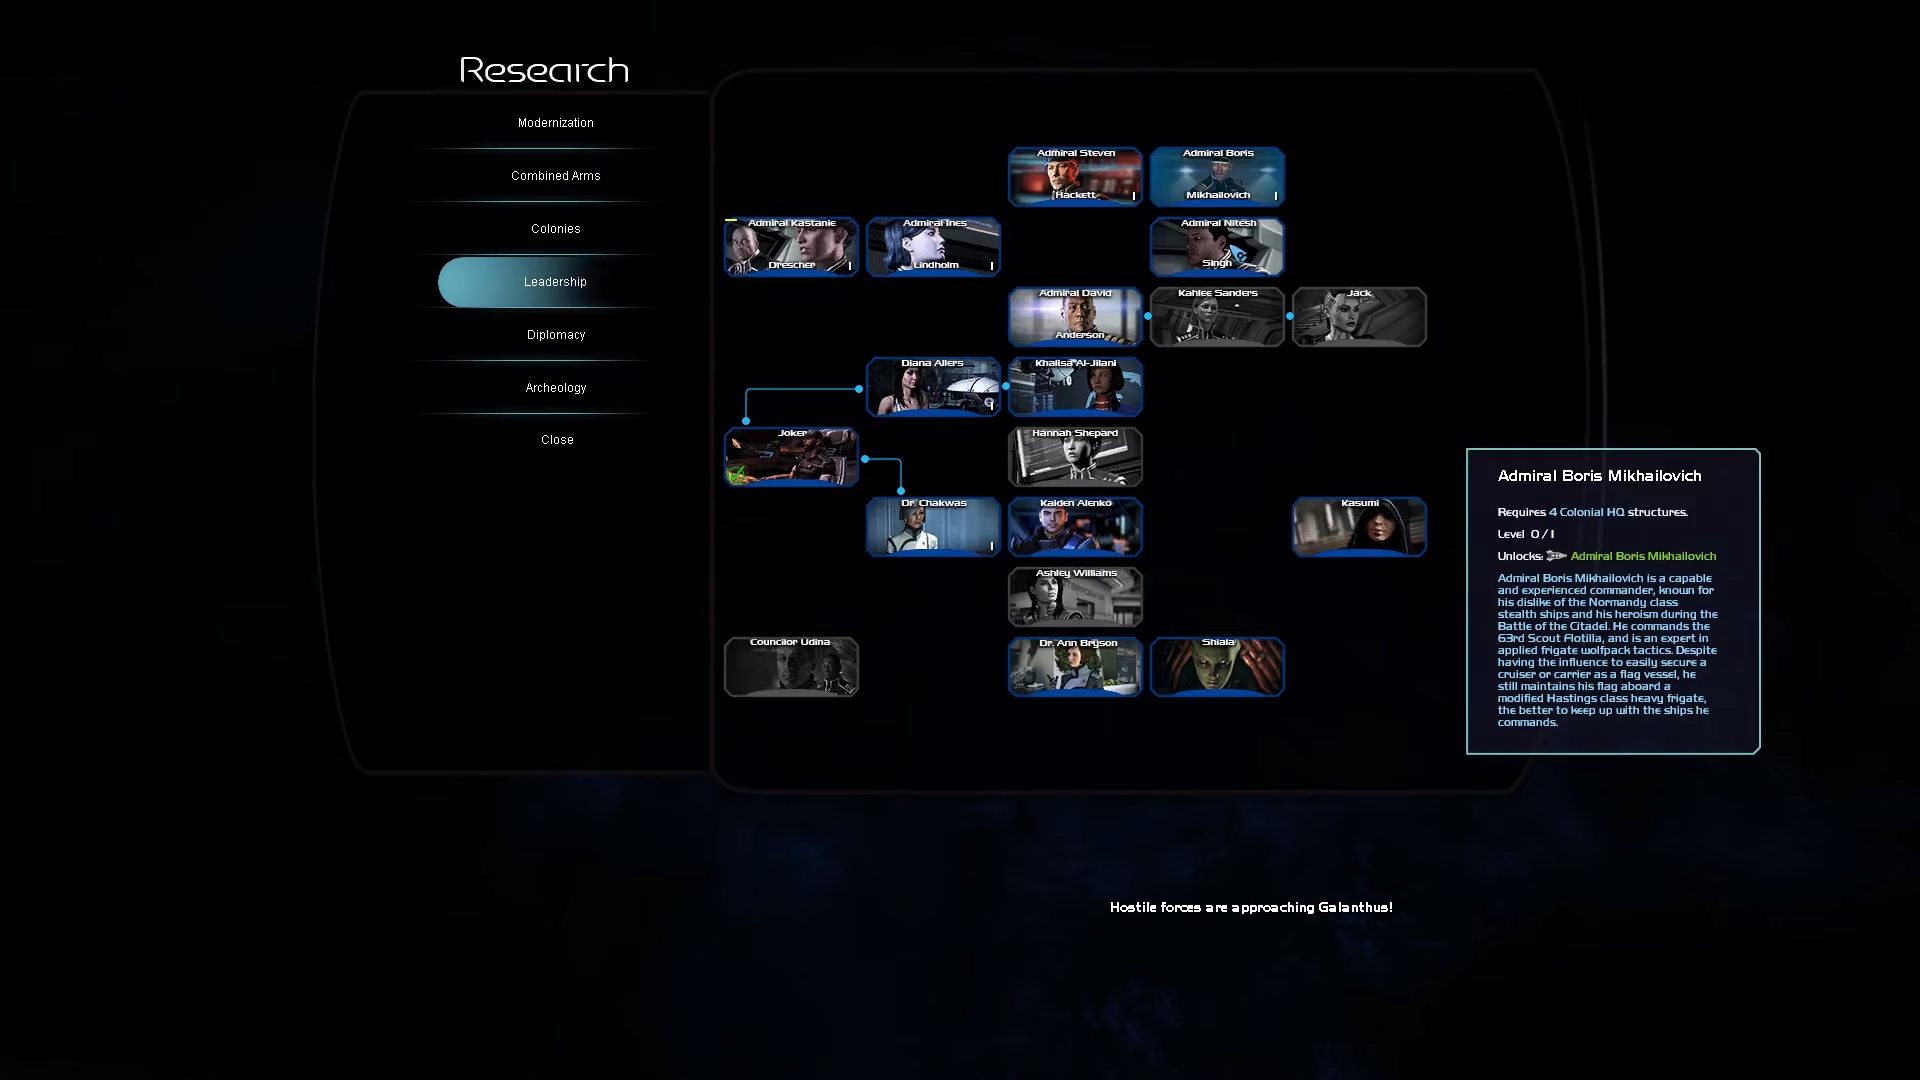 Research
Modernization
Combined Arms
Colonies
Leadership
Diplomacy
Archeology
Close
Admiral Steven
Hackett
1
Admiral Boris
Mikhailovich
1
Admiral Kastanie
Drescher
1
Admiral Ines
Lindholm
1
Admiral Nitesh
Singh
Admiral David
Anderson
Kahlee Sanders
Jack
Diana Allers
1
Khalisa Al-Jilani
Joker
Hannah Shepard
Dr. Chakwas
1
Kaiden Alenko
Kasumi
Ashley Williams
Councilor Udina
Dr. Ann Bryson
Shiala
Admiral Boris Mikhailovich
Requires 4 Colonial HQ structures.
Level 0/1
Unlocks: Admiral Boris Mikhailovich
Admiral Boris Mikhailovich is a capable
and experienced commander, known for
his dislike of the Normandy class
stealth ships and his heroism during the
Battle of the Citadel. He commands the
63rd Scout Flotilla, and is an expert in
applied frigate wolfpack tactics. Despite
having the influence to easily secure a
cruiser or carrier as a flag vessel, he
still maintains his flag aboard a
modified Hastings class heavy frigate,
the better to keep up with the ships he
commands.
Hostile forces are approaching Galanthus!